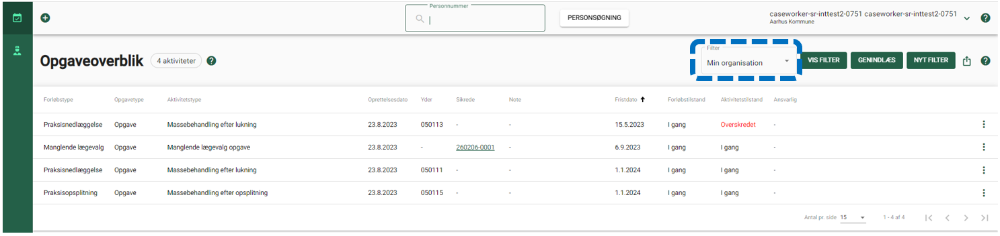 Personnummer
PERSONSØGNING
caseworker-sr-inttest2-0751 caseworker-sr-inttest2-0751
Aarhus Kommune
Opgaveoverblik 4 aktiviteter
Filter
Min organisation
VIS FILTER GENINDLÆS NYT FILTER
Forløbstype Opgavetype Aktivitetstype Oprettelsesdato Yder Sikrede Note Fristdato Forløbstilstand Aktivitetstilstand Ansvarlig
Praksisnedlæggelse Opgave Massebehandling efter lukning 23.8.2023 050113 - - 15.5.2023 I gang Overskredet -
Manglende lægevalg Opgave Manglende lægevalg opgave 23.8.2023 - 260206-0001 - 6.9.2023 I gang I gang -
Praksisnedlæggelse Opgave Massebehandling efter lukning 23.8.2023 050111 - - 1.1.2024 I gang I gang -
Praksisopsplitning Opgave Massebehandling efter opsplitning 23.8.2023 050115 - - 1.1.2024 I gang I gang -
Antal pr. side 15 1 - 4 af 4